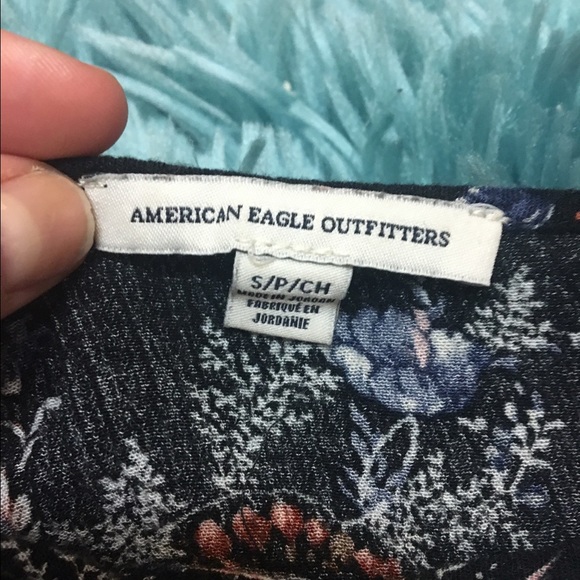 AMERICAN EAGLE OUTFITTERS
S/P/CH
MADE IN JORDAN
FABRIQUÉ EN
JORDANIE